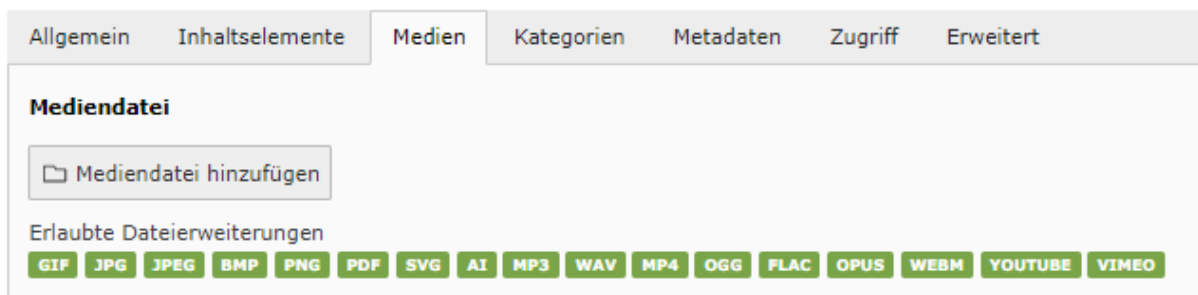 Allgemein Inhaltselemente Medien Kategorien Metadaten Zugriff Erweitert
Mediendatei
Mediendatei hinzufügen
Erlaubte Dateierweiterungen
GIF JPG JPEG BMP PNG PDF SVG AI MP3 WAV MP4 OGG FLAC OPUS WEBM YOUTUBE VIMEO